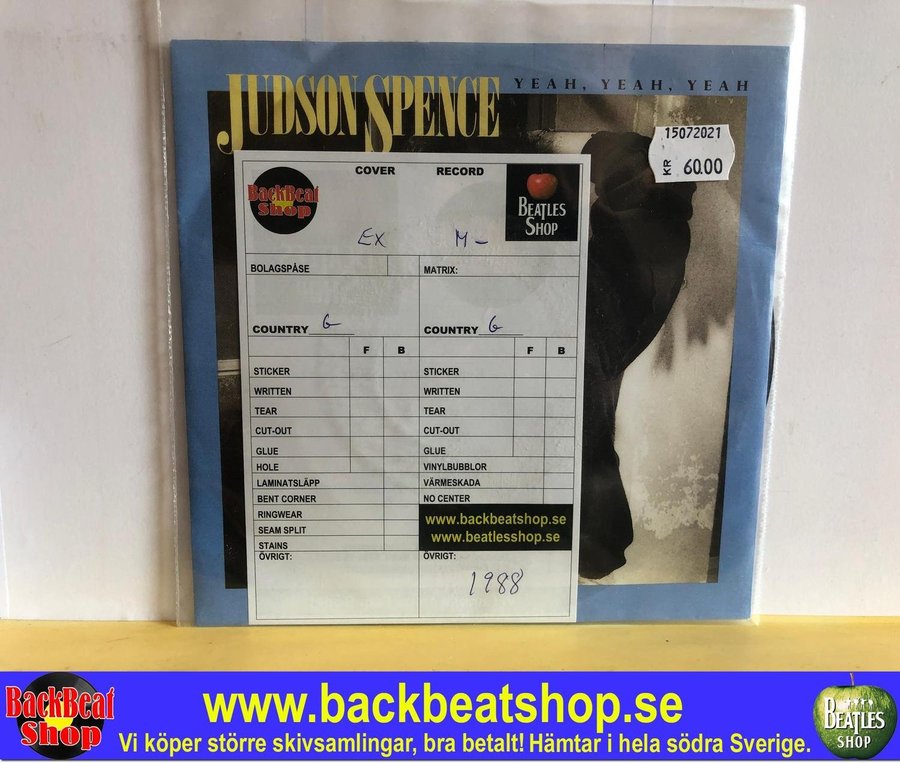 JUDSON SPENCE YEAH, YEAH, YEAH
15072021
KR 60.00
BackBeat Shop
COVER RECORD
BEATLES SHOP
EX M-
BOLAGSPÅSE MATRIX:
COUNTRY G COUNTRY G
F B F B
STICKER STICKER
WRITTEN WRITTEN
TEAR TEAR
CUT-OUT CUT-OUT
GLUE GLUE
HOLE VINYLBUBBLOR
LAMINATSLÄPP VÄRMESKADA
BENT CORNER NO CENTER
RINGWEAR
www.backbeatshop.se
SEAM SPLIT
www.beatlesshop.se
STAINS
ÖVRIGT: ÖVRIGT:
1988
BackBeat Shop
www.backbeatshop.se
Vi köper större skivsamlingar, bra betalt! Hämtar i hela södra Sverige.
BEATLES SHOP